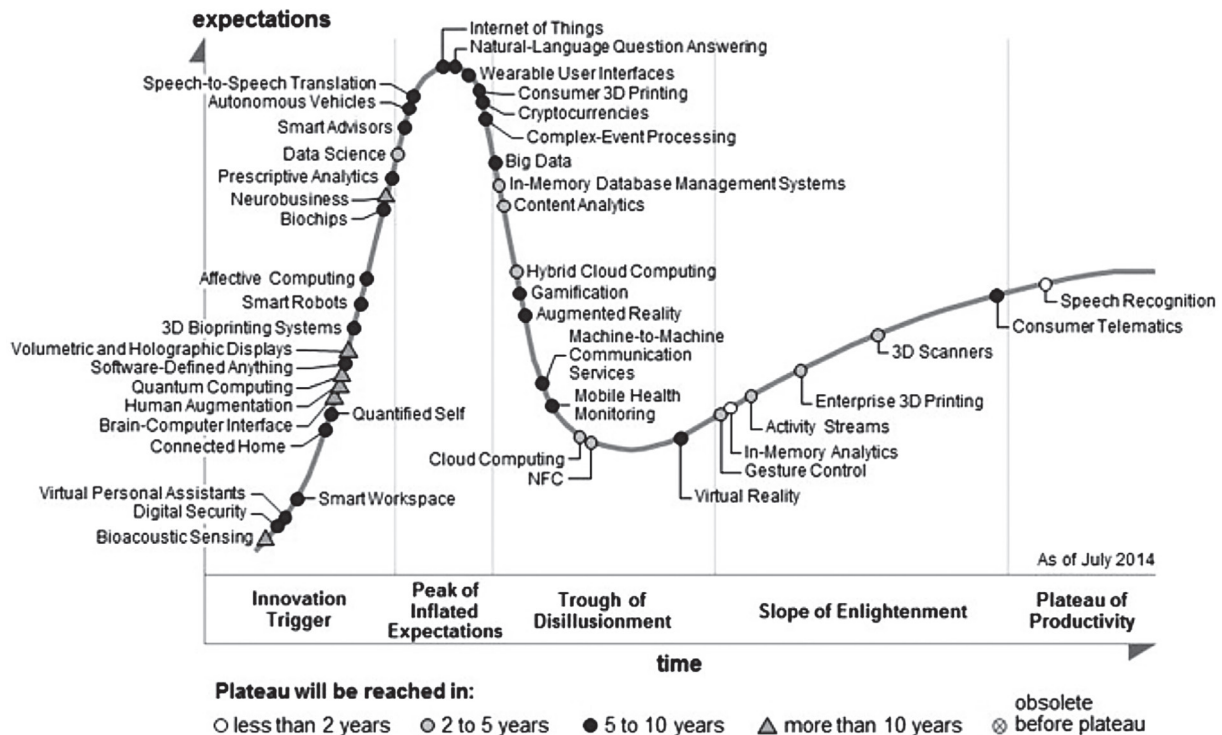 expectations
Internet of Things
Natural-Language Question Answering
Wearable User Interfaces
Speech-to-Speech Translation
Consumer 3D Printing
Autonomous Vehicles
Cryptocurrencies
Smart Advisors
Complex-Event Processing
Data Science
Big Data
Prescriptive Analytics
In-Memory Database Management Systems
Neurobusiness
Content Analytics
Biochips
Affective Computing
Hybrid Cloud Computing
Smart Robots
Gamification
Speech Recognition
3D Bioprinting Systems
Augmented Reality
Consumer Telematics
Volumetric and Holographic Displays
Machine-to-Machine
Communication
Services
3D Scanners
Software-Defined Anything
Quantum Computing
Human Augmentation
Mobile Health
Monitoring
Enterprise 3D Printing
Brain-Computer Interface
Quantified Self
Activity Streams
Connected Home
Cloud Computing
In-Memory Analytics
NFC
Gesture Control
Virtual Personal Assistants
Smart Workspace
Virtual Reality
Digital Security
Bioacoustic Sensing
As of July 2014
Innovation
Trigger
Peak of
Inflated
Expectations
Trough of
Disillusionment
Slope of Enlightenment
Plateau of
Productivity
time
Plateau will be reached in:
less than 2 years
2 to 5 years
5 to 10 years
more than 10 years
obsolete
before plateau